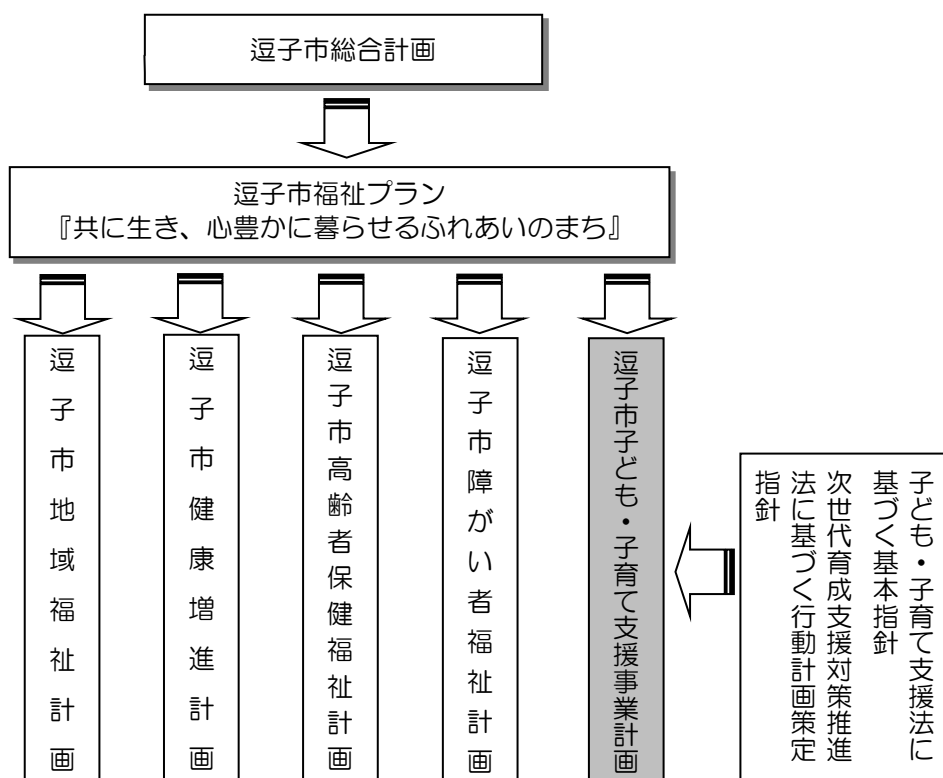 逗子市総合計画
逗子市福祉プラン
『共に生き、心豊かに暮らせるふれあいのまち』
逗子市地域福祉計画
逗子市健康増進計画
逗子市高齢者保健福祉計画
逗子市障がい者福祉計画
逗子市子ども・子育て支援事業計画
子ども・子育て支援法に
基づく基本指針
次世代育成支援対策推進
法に基づく行動計画策定
指針